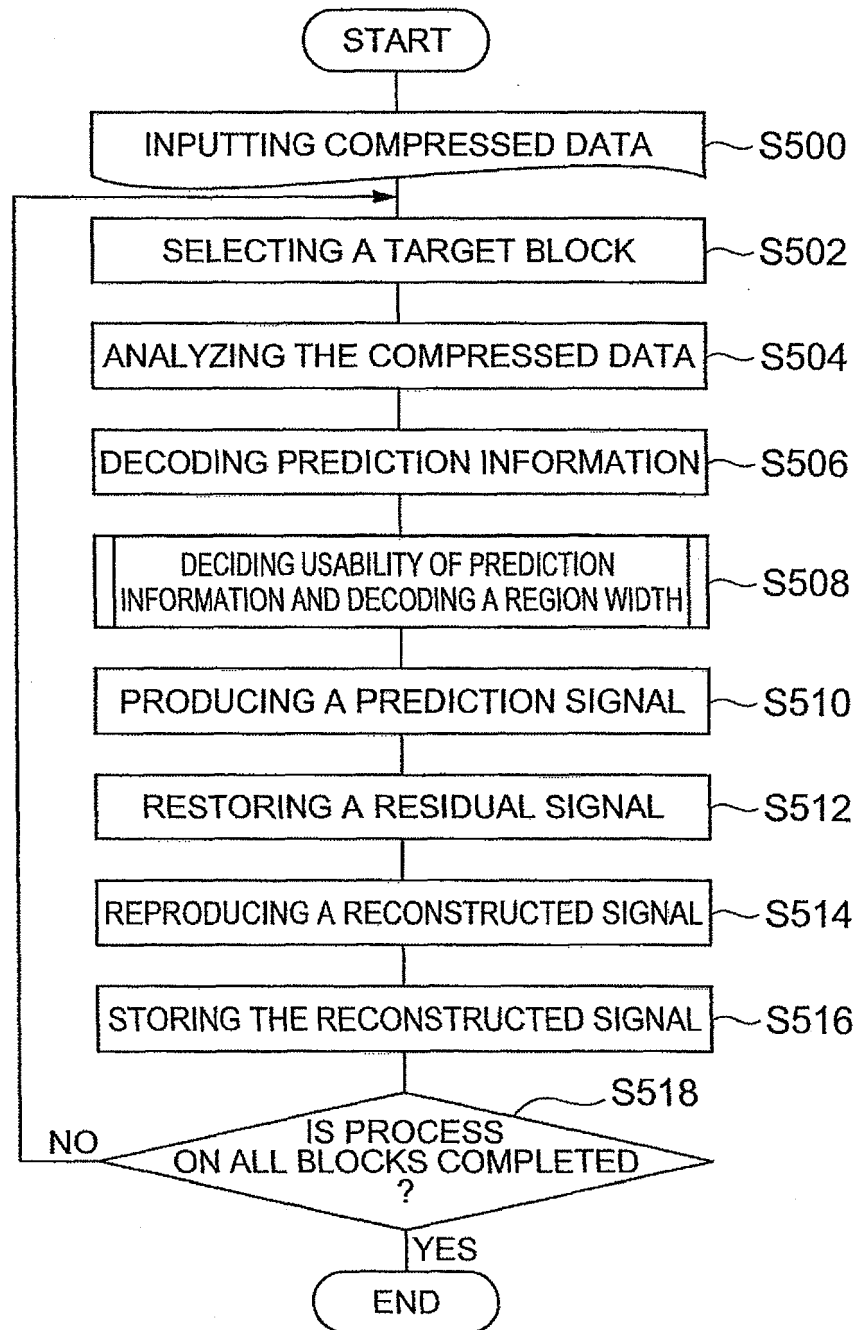 START
INPUTTING COMPRESSED DATA
S500
SELECTING A TARGET BLOCK
S502
ANALYZING THE COMPRESSED DATA
S504
DECODING PREDICTION INFORMATION
S506
DECIDING USABILITY OF PREDICTION
INFORMATION AND DECODING A REGION WIDTH
S508
PRODUCING A PREDICTION SIGNAL
S510
RESTORING A RESIDUAL SIGNAL
S512
REPRODUCING A RECONSTRUCTED SIGNAL
S514
STORING THE RECONSTRUCTED SIGNAL
S516
S518
IS PROCESS
ON ALL BLOCKS COMPLETED
?
NO
YES
END